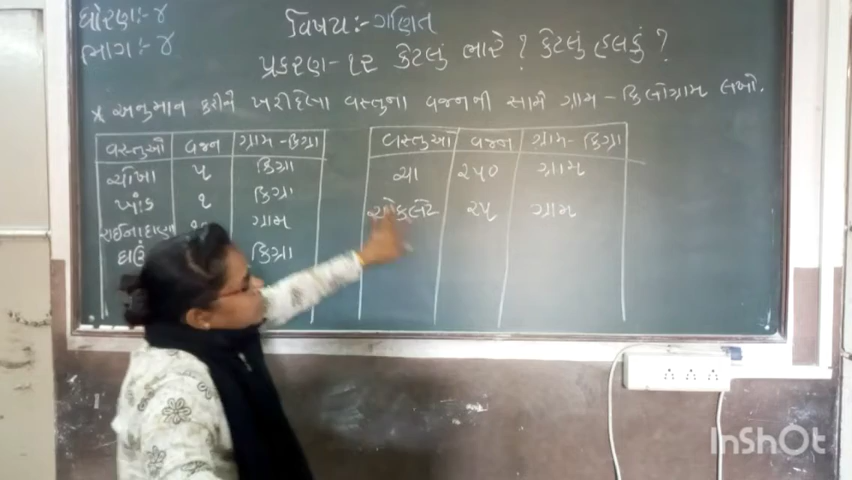 ધોરણઃ-૪
ભાગઃ-૪
વિષયઃ-ગણિત
પ્રકરણ-૧૨ કેટલું ભારે ? કેટલું હલકું ?
* અનુમાન કરીને ખરીદેલા વસ્તુના વજનની સામે ગ્રામ-કિલોગ્રામ લખો.
વસ્તુઓ વજન ગ્રામ-કિગ્રા
ચોખા ૫ કિગ્રા
ખાંડ ૧ કિગ્રા
રાઈના દાણા ગ્રામ
કિગ્રા
વસ્તુઓ વજન ગ્રામ-કિગ્રા
ચા ૨૫૦ ગ્રામ
ચોકલેટ ૨૫ ગ્રામ
InShOt